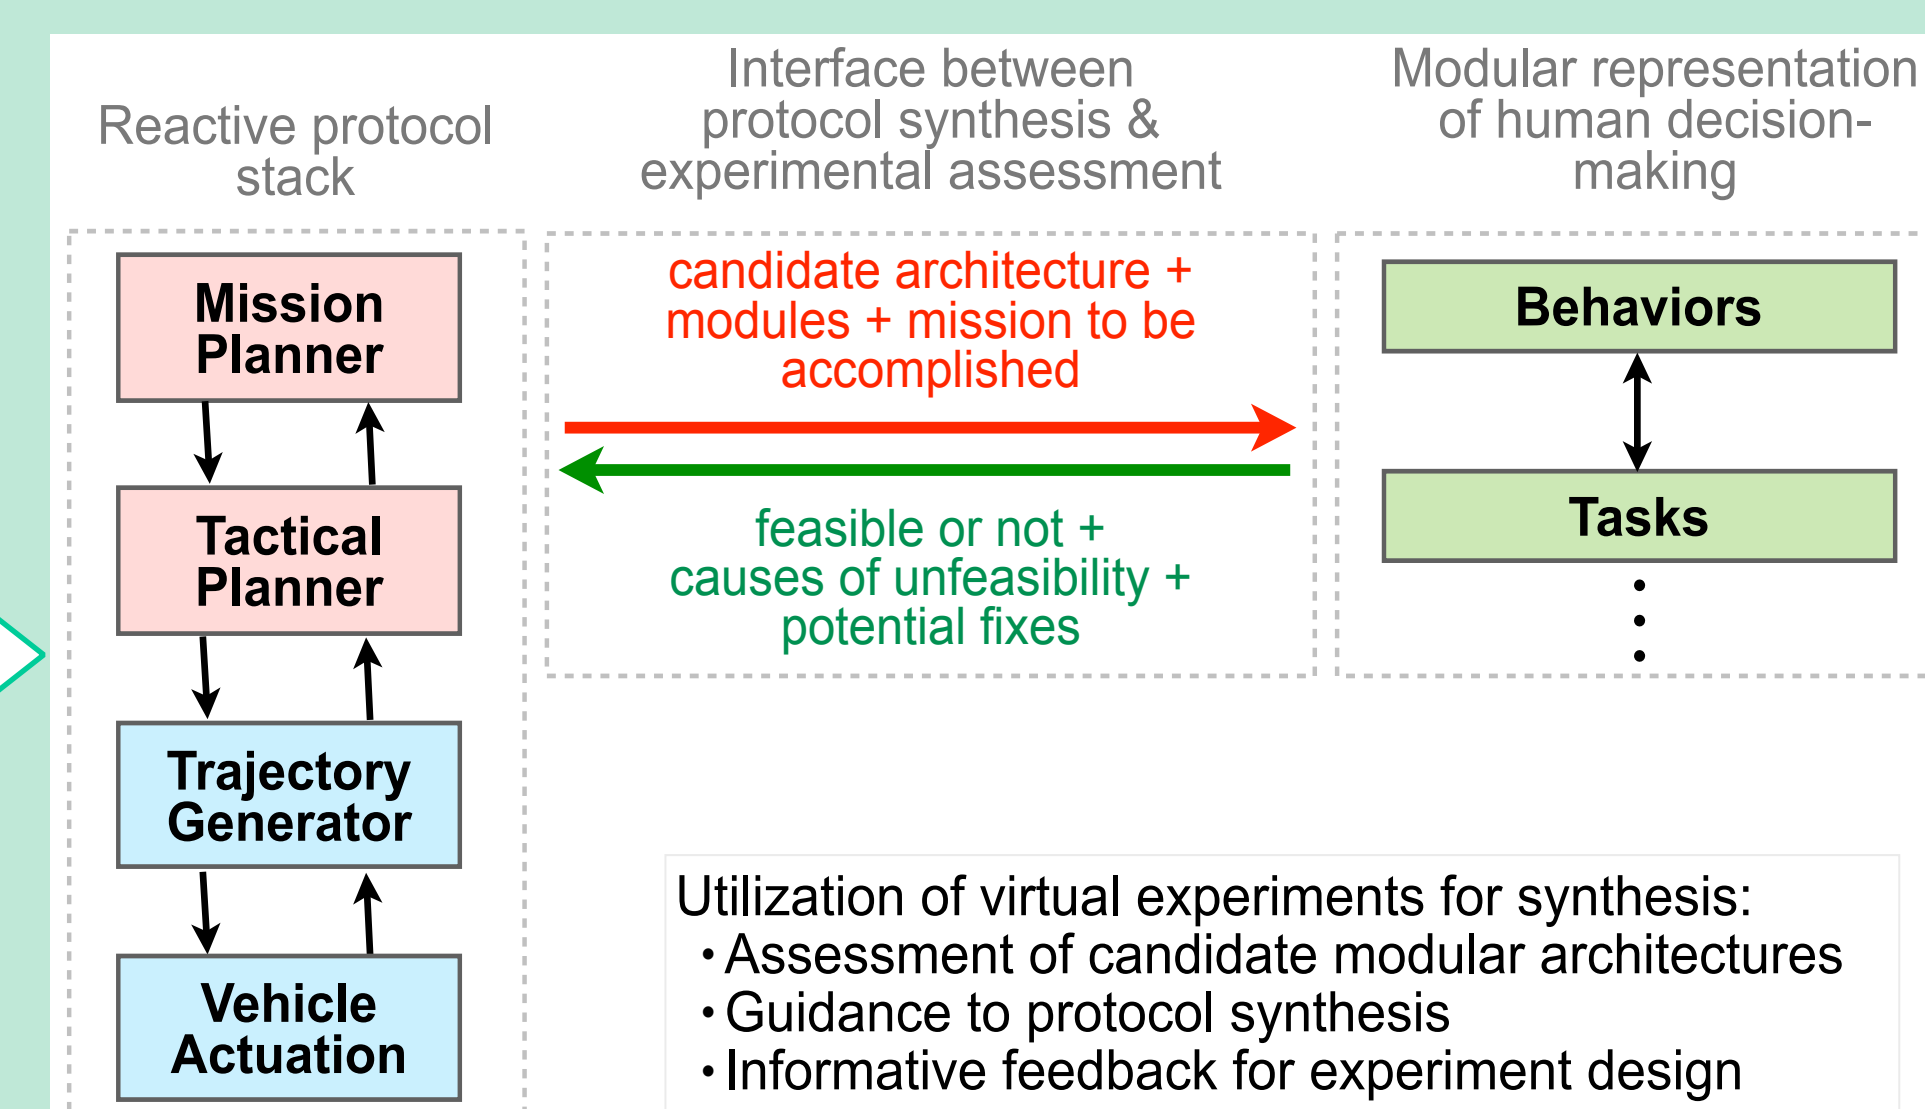 Reactive protocol
stack
Mission
Planner
Tactical
Planner
Trajectory
Generator
Vehicle
Actuation
Interface between
protocol synthesis &
experimental assessment
candidate architecture +
modules + mission to be
accomplished
feasible or not +
causes of unfeasibility +
potential fixes
Modular representation
of human decision-
making
Behaviors
Tasks
Utilization of virtual experiments for synthesis:
• Assessment of candidate modular architectures
• Guidance to protocol synthesis
• Informative feedback for experiment design